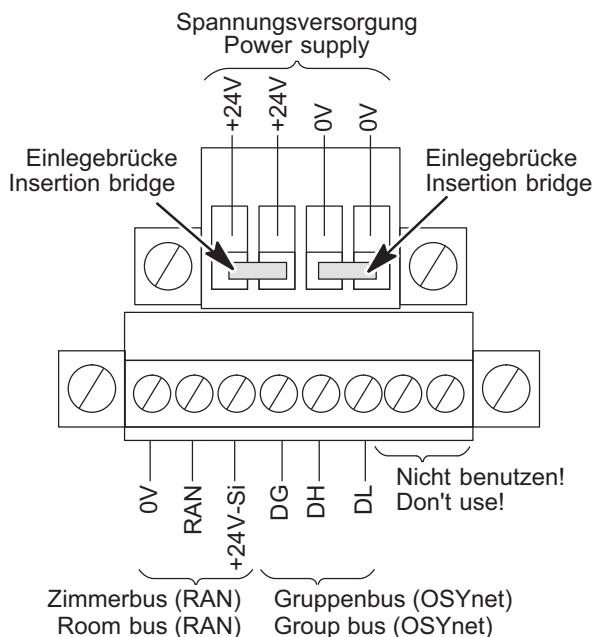 Spannungsversorgung
Power supply
+24V
+24V
0V
0V
Einlegebrücke
Insertion bridge
Einlegebrücke
Insertion bridge
0V
RAN
+24V-Si
DG
DH
DL
Nicht benutzen!
Don't use!
Zimmerbus (RAN)
Room bus (RAN)
Gruppenbus (OSYnet)
Group bus (OSYnet)